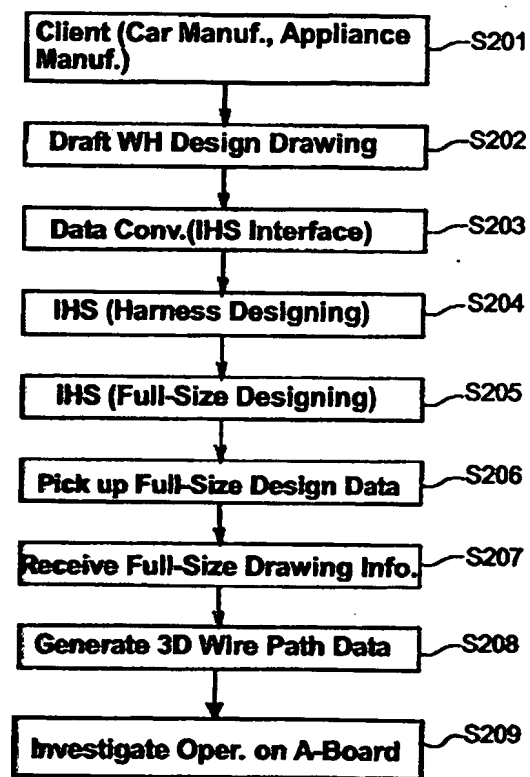 Client (Car Manuf., Appliance
Manuf.)
S201
Draft WH Design Drawing
S202
Data Conv.(IHS Interface)
S203
IHS (Harness Designing)
S204
IHS (Full-Size Designing)
S205
Pick up Full-Size Design Data
S206
Receive Full-Size Drawing Info.
S207
Generate 3D Wire Path Data
S208
Investigate Oper. on A-Board
S209